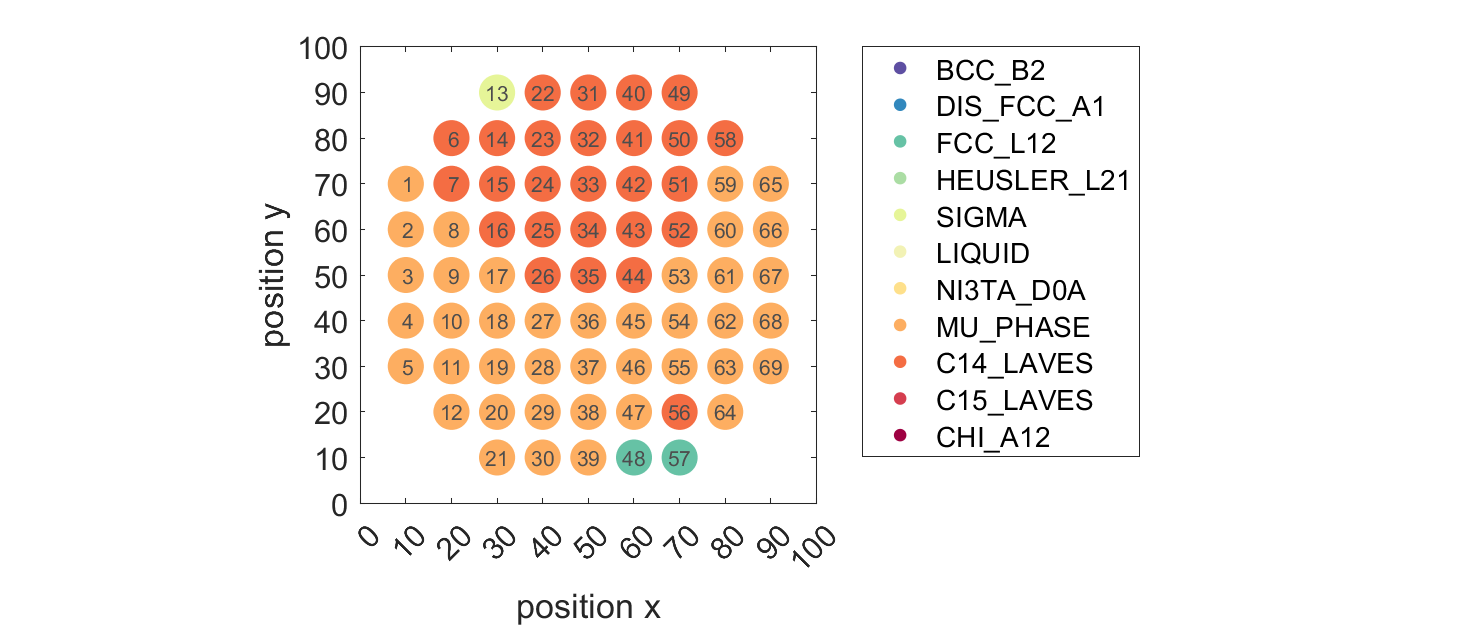 100
90
80
70
60
50
40
30
20
10
0
position y
13 22 31 40 49
6 14 23 32 41 50 58
1 7 15 24 33 42 51 59 65
2 8 16 25 34 43 52 60 66
3 9 17 26 35 44 53 61 67
4 10 18 27 36 45 54 62 68
5 11 19 28 37 46 55 63 69
12 20 29 38 47 56 64
21 30 39 48 57
0 10 20 30 40 50 60 70 80 90 100
position x
BCC_B2
DIS_FCC_A1
FCC_L12
HEUSLER_L21
SIGMA
LIQUID
NI3TA_D0A
MU_PHASE
C14_LAVES
C15_LAVES
CHI_A12